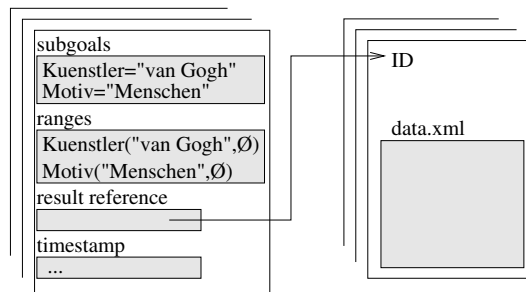 subgoals
Kuenstler="van Gogh"
Motiv="Menschen"
ranges
Kuenstler("van Gogh",Ø)
Motiv("Menschen",Ø)
result reference
timestamp
...
ID
data.xml